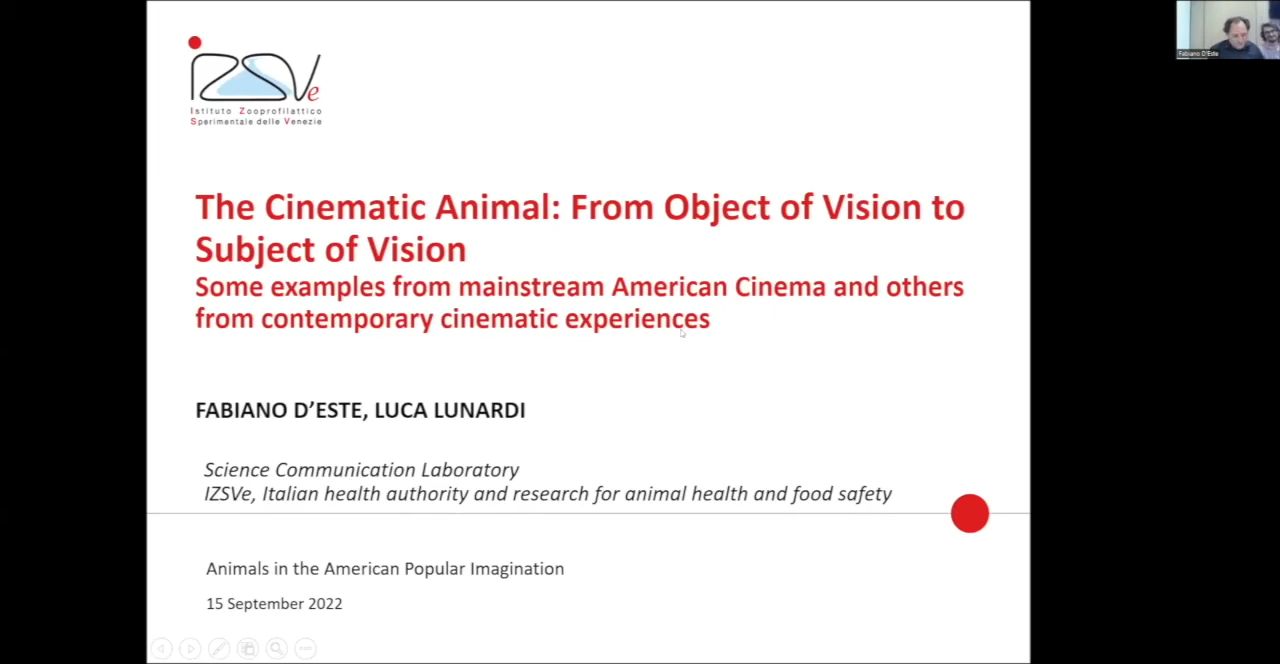 IZSVe
Istituto Zooprofilattico
Sperimentale delle Venezie
Fabiano D'Este
The Cinematic Animal: From Object of Vision to
Subject of Vision
Some examples from mainstream American Cinema and others
from contemporary cinematic experiences
FABIANO D’ESTE, LUCA LUNARDI
Science Communication Laboratory
IZSVe, Italian health authority and research for animal health and food safety
Animals in the American Popular Imagination
15 September 2022